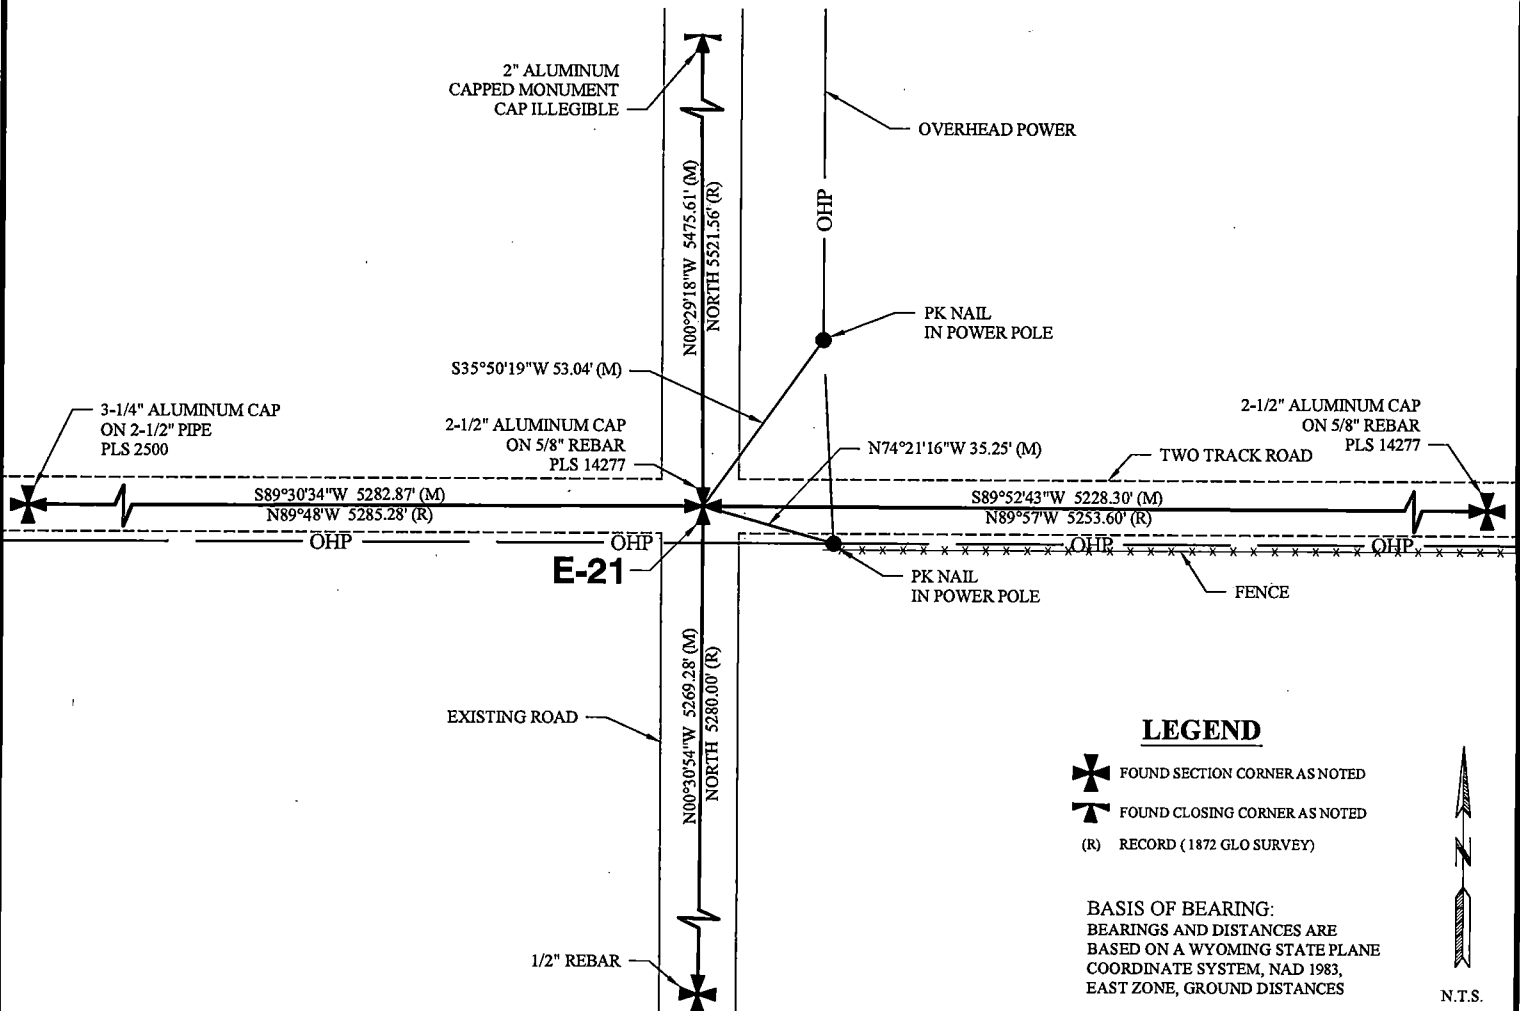 2" ALUMINUM
CAPPED MONUMENT
CAP ILLEGIBLE
OVERHEAD POWER
N00°29'18"W 5475.61' (M)
NORTH 5521.56' (R)
OHP
PK NAIL
IN POWER POLE
S35°50'19"W 53.04' (M)
3-1/4" ALUMINUM CAP
ON 2-1/2" PIPE
PLS 2500
2-1/2" ALUMINUM CAP
ON 5/8" REBAR
PLS 14277
N74°21'16"W 35.25' (M)
2-1/2" ALUMINUM CAP
ON 5/8" REBAR
PLS 14277
TWO TRACK ROAD
S89°30'34"W 5282.87' (M)
N89°48'W 5285.28' (R)
S89°52'43"W 5228.30' (M)
N89°57'W 5253.60' (R)
OHP
OHP
OHP
OHP
E-21
PK NAIL
IN POWER POLE
FENCE
N00°30'54"W 5269.28' (M)
NORTH 5280.00' (R)
EXISTING ROAD
1/2" REBAR
LEGEND
FOUND SECTION CORNER AS NOTED
FOUND CLOSING CORNER AS NOTED
(R) RECORD (1872 GLO SURVEY)
BASIS OF BEARING:
BEARINGS AND DISTANCES ARE
BASED ON A WYOMING STATE PLANE
COORDINATE SYSTEM, NAD 1983,
EAST ZONE, GROUND DISTANCES
N
N.T.S.